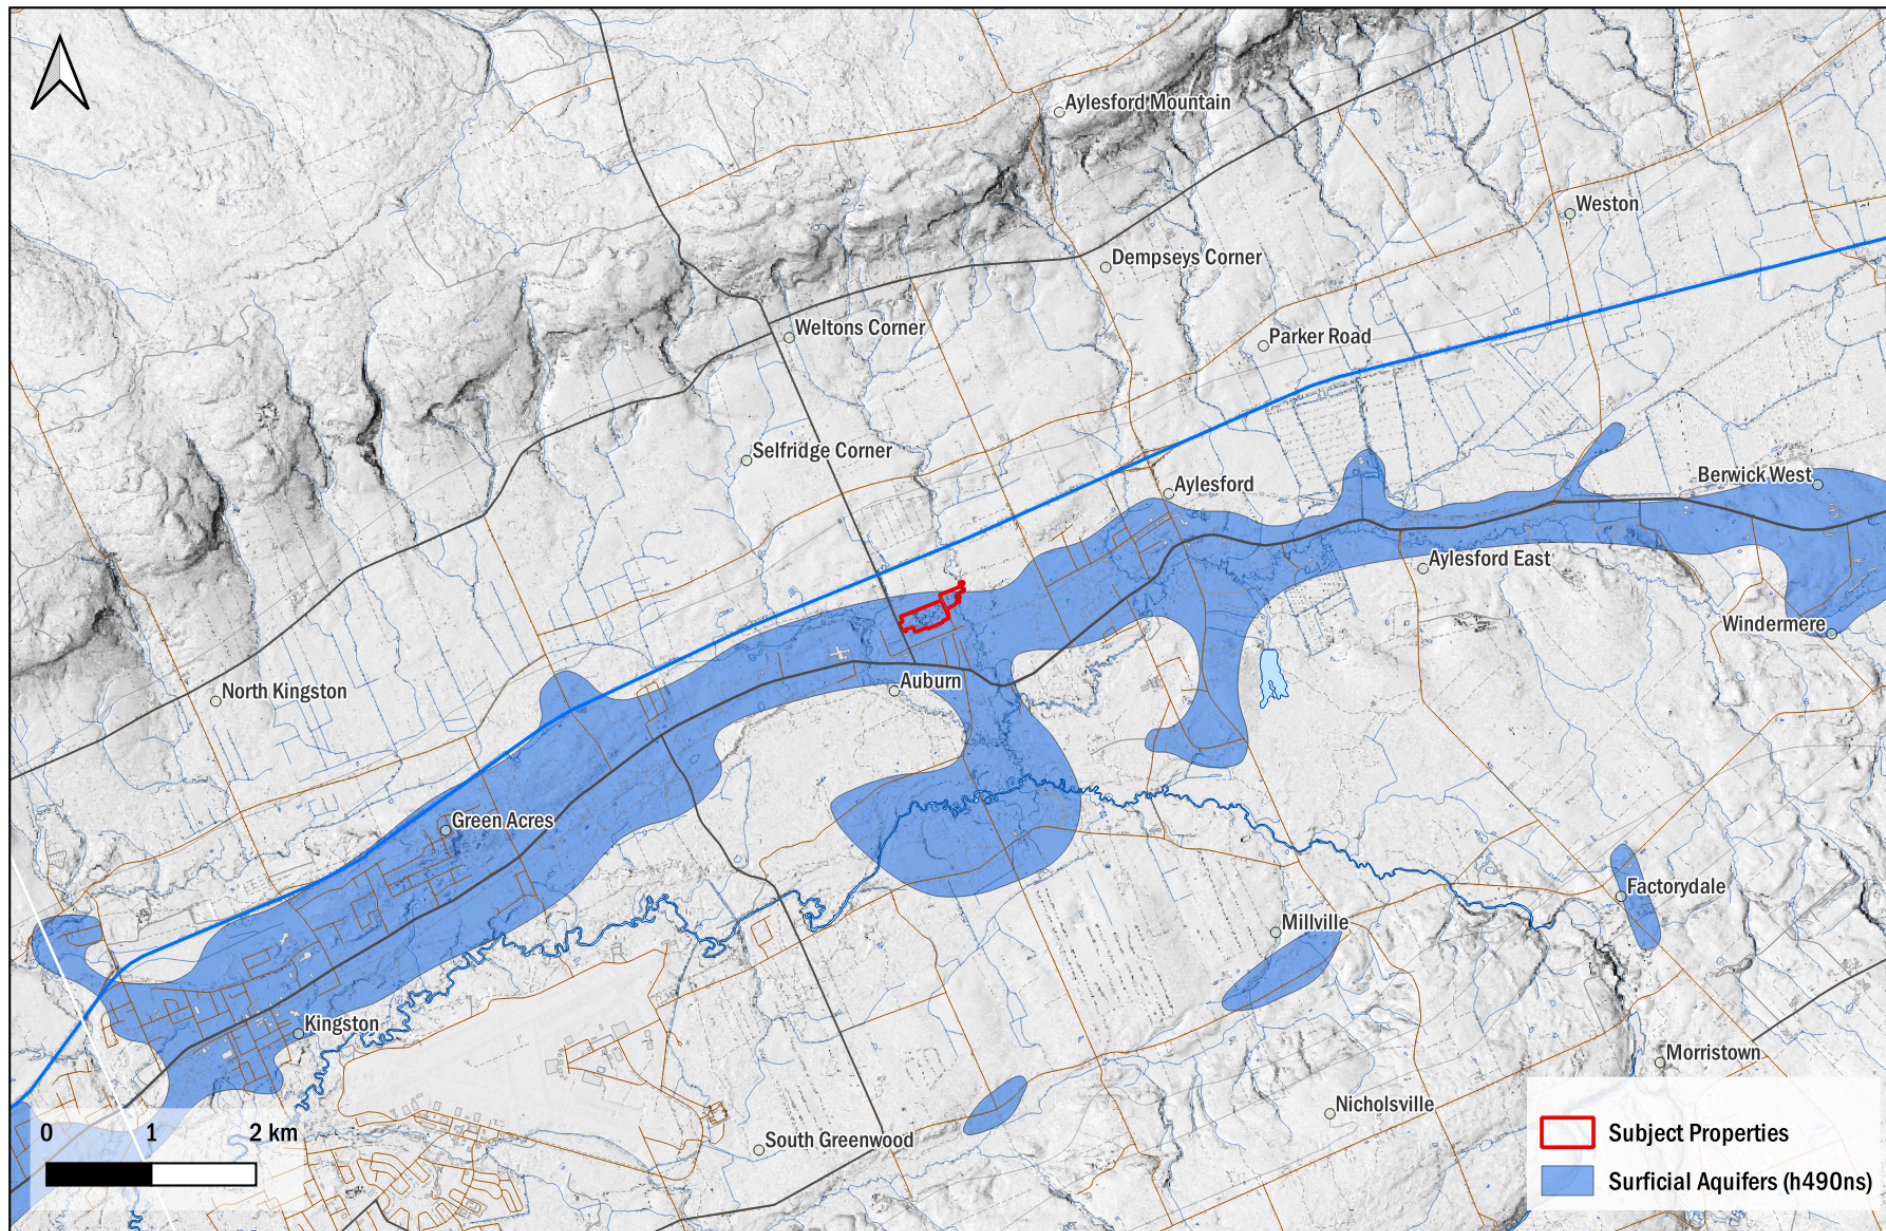 Aylesford Mountain
Weston
Dempseys Corner
Weltons Corner
Parker Road
Selfridge Corner
Berwick West
Aylesford
Aylesford East
Windermere
Auburn
North Kingston
Green Acres
Factorydale
Millville
Kingston
Morristown
Nicholsville
South Greenwood
0 1 2 km
Subject Properties
Surficial Aquifers (h490ns)